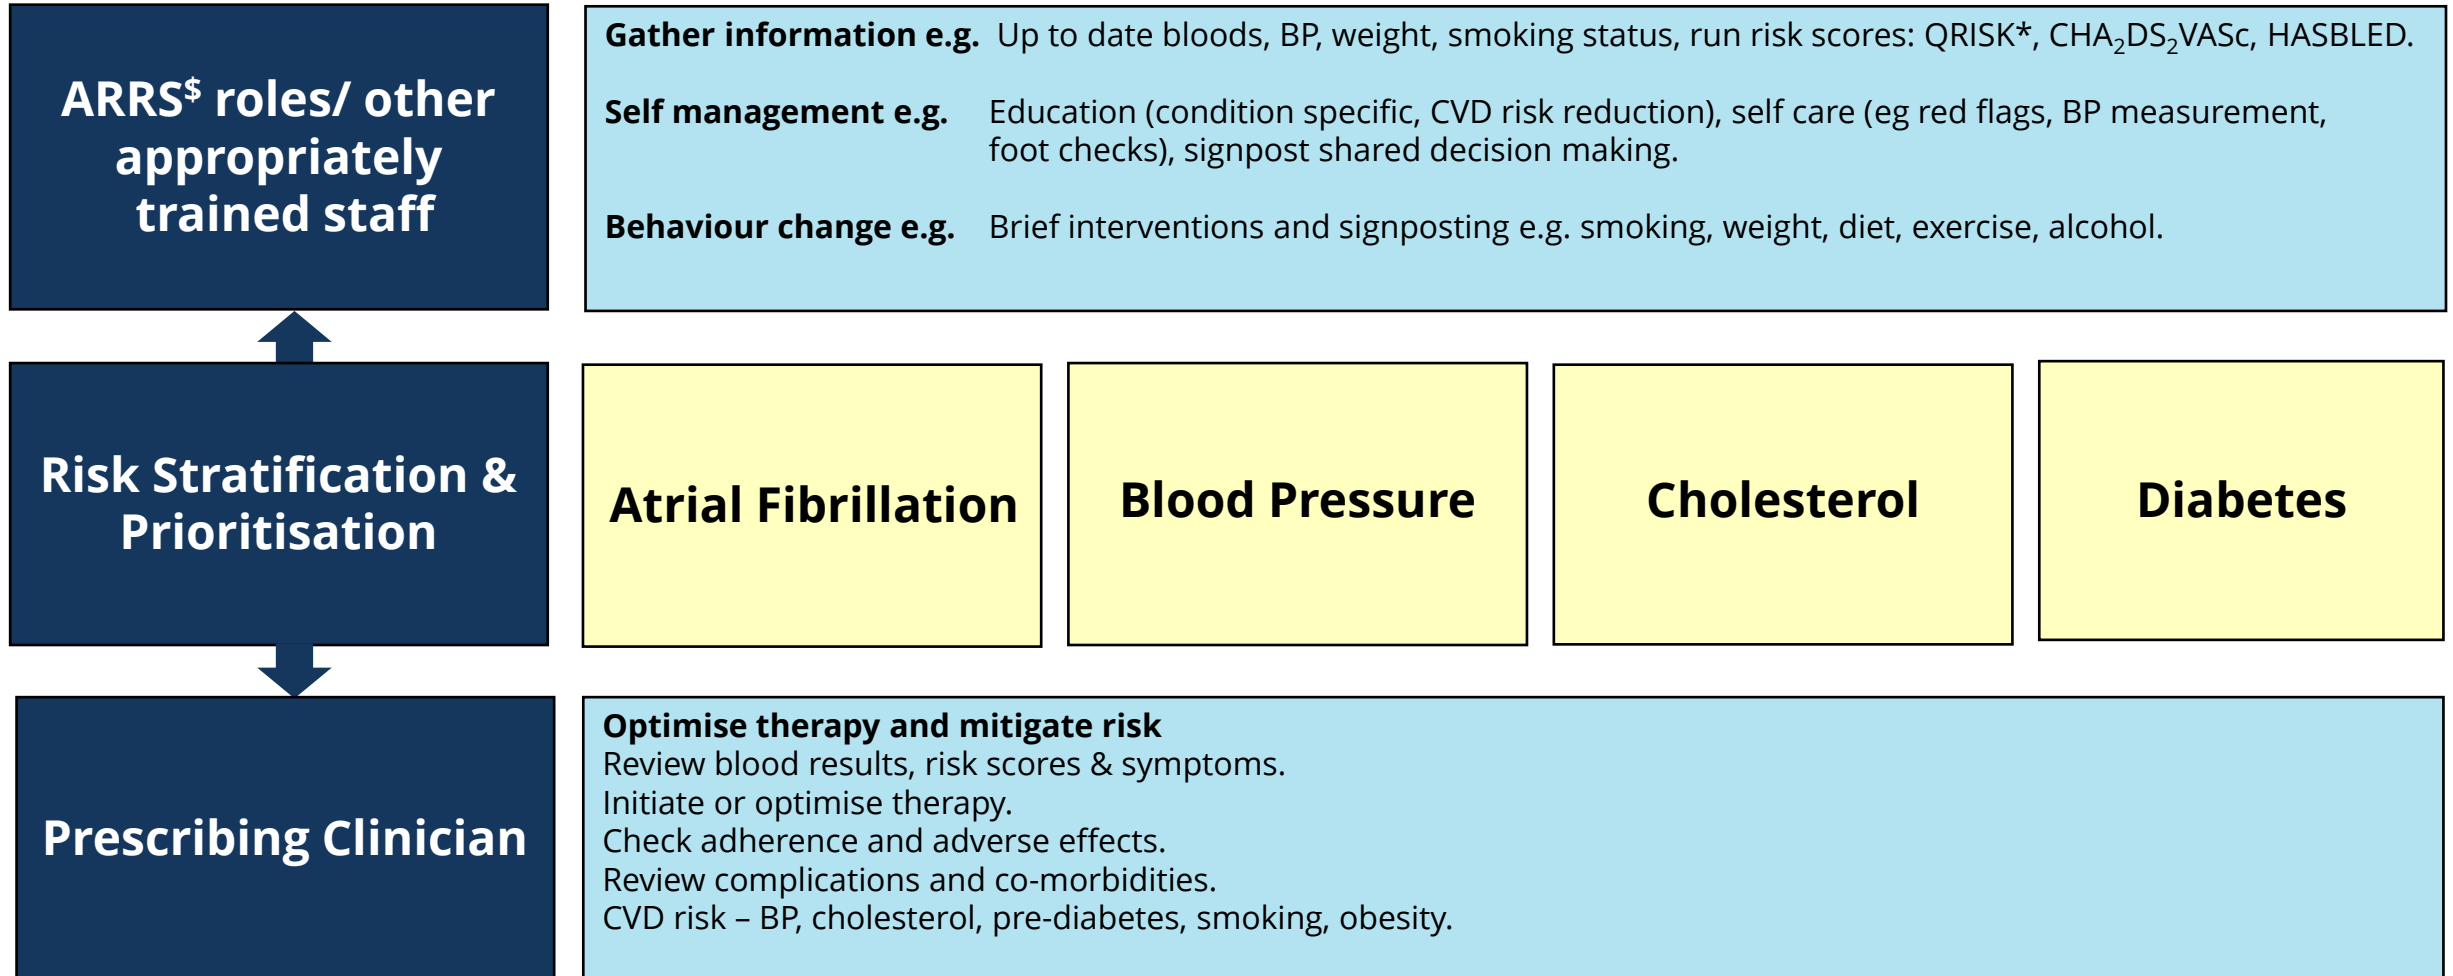 ARRS$ roles/ other
appropriately
trained staff
Gather information e.g. Up to date bloods, BP, weight, smoking status, run risk scores: QRISK*, CHA₂DS₂VASc, HASBLED.
Self management e.g. Education (condition specific, CVD risk reduction), self care (eg red flags, BP measurement,
foot checks), signpost shared decision making.
Behaviour change e.g. Brief interventions and signposting e.g. smoking, weight, diet, exercise, alcohol.
Risk Stratification &
Prioritisation
Atrial Fibrillation
Blood Pressure
Cholesterol
Diabetes
Prescribing Clinician
Optimise therapy and mitigate risk
Review blood results, risk scores & symptoms.
Initiate or optimise therapy.
Check adherence and adverse effects.
Review complications and co-morbidities.
CVD risk – BP, cholesterol, pre-diabetes, smoking, obesity.